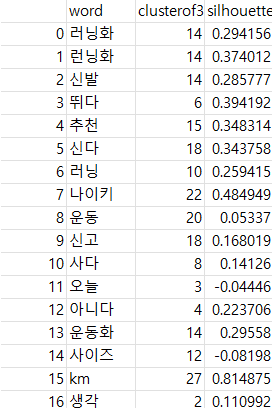 word clusterof3 silhouette
0 러닝화 14 0.294156
1 런닝화 14 0.374012
2 신발 14 0.285777
3 뛰다 6 0.394192
4 추천 15 0.348314
5 신다 18 0.343758
6 러닝 10 0.259415
7 나이키 22 0.484949
8 운동 20 0.05337
9 신고 18 0.168019
10 사다 8 0.14126
11 오늘 3 -0.04446
12 아니다 4 0.223706
13 운동화 14 0.29558
14 사이즈 12 -0.08198
15 km 27 0.814875
16 생각 2 0.110992